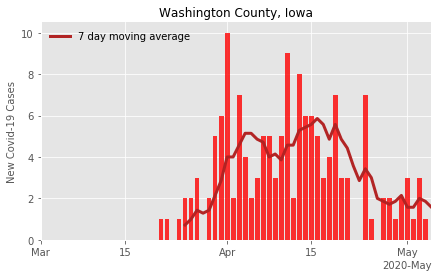 Washington County, Iowa
7 day moving average
New Covid-19 Cases
10
8
6
4
2
0
Mar 15 Apr 15 May
2020-May